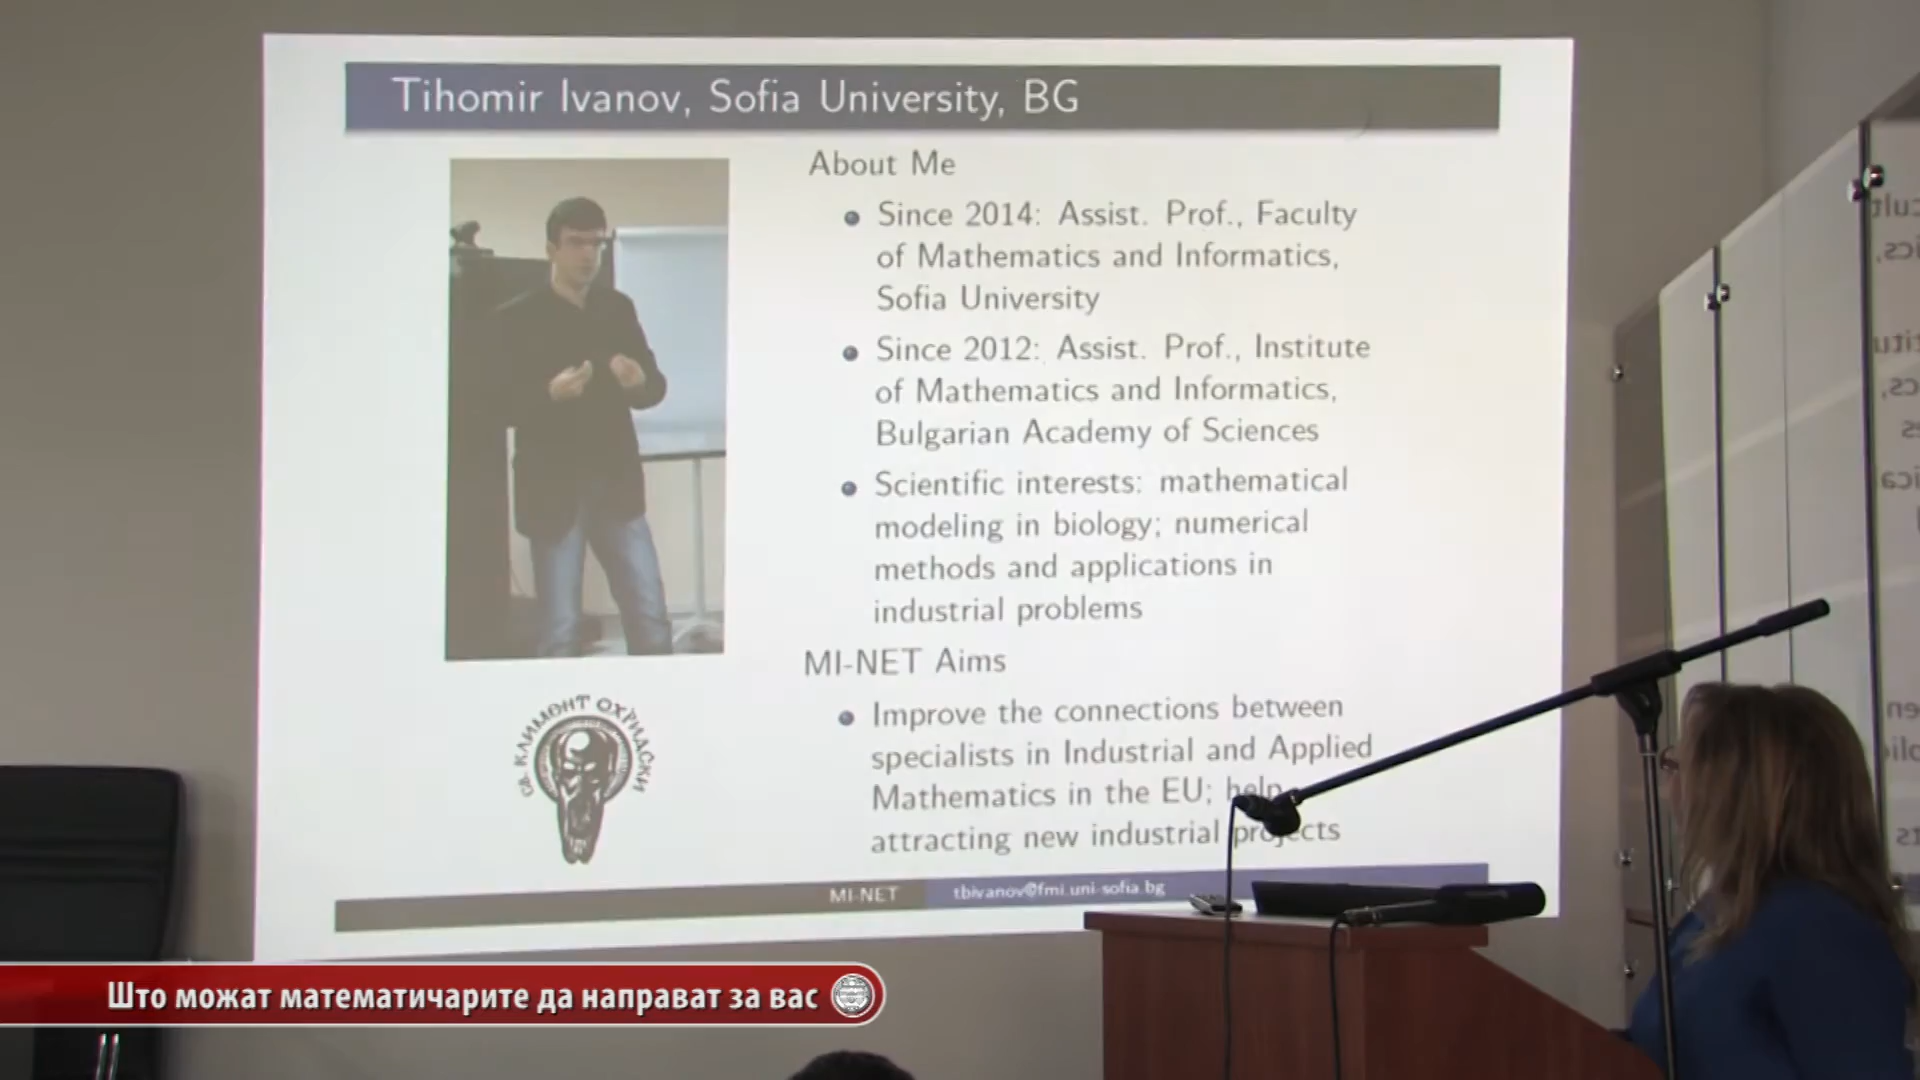 Tihomir Ivanov, Sofia University, BG
About Me
Since 2014: Assist. Prof., Faculty
of Mathematics and Informatics,
Sofia University
Since 2012: Assist. Prof., Institute
of Mathematics and Informatics,
Bulgarian Academy of Sciences
Scientific interests: mathematical
modeling in biology; numerical
methods and applications in
industrial problems
MI-NET Aims
Improve the connections between
specialists in Industrial and Applied
Mathematics in the EU; help
attracting new industrial projects
СВ. КЛИМЕНТ ОХРИДСКИ
MI-NET
tbivanov@fmi.uni-sofia.bg
Што можат математичарите да направат за вас